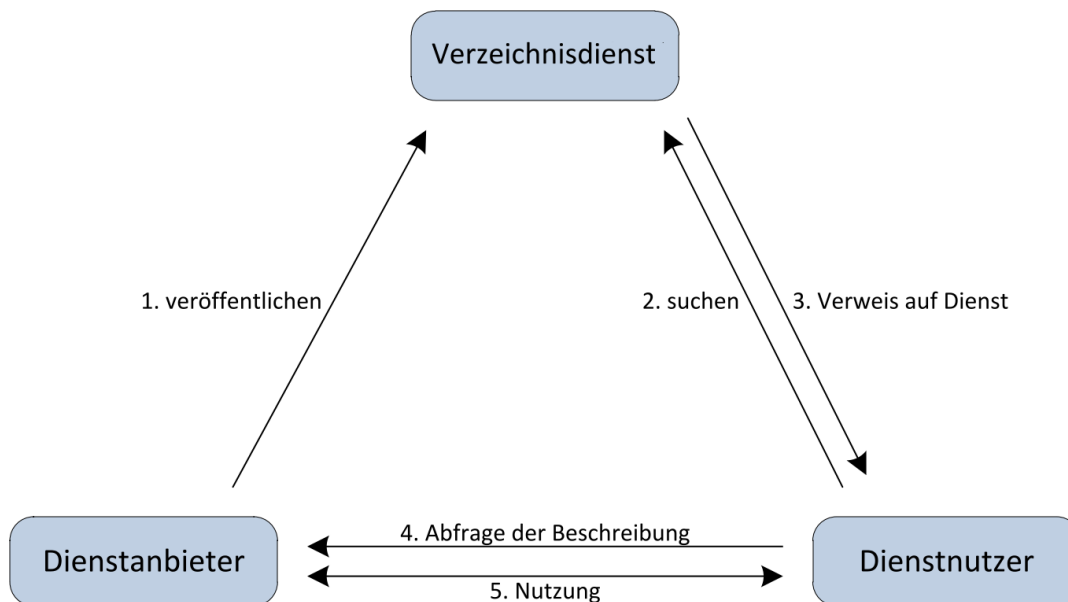 Verzeichnisdienst
1. veröffentlichen
2. suchen
3. Verweis auf Dienst
4. Abfrage der Beschreibung
Dienstanbieter
Dienstnutzer
5. Nutzung